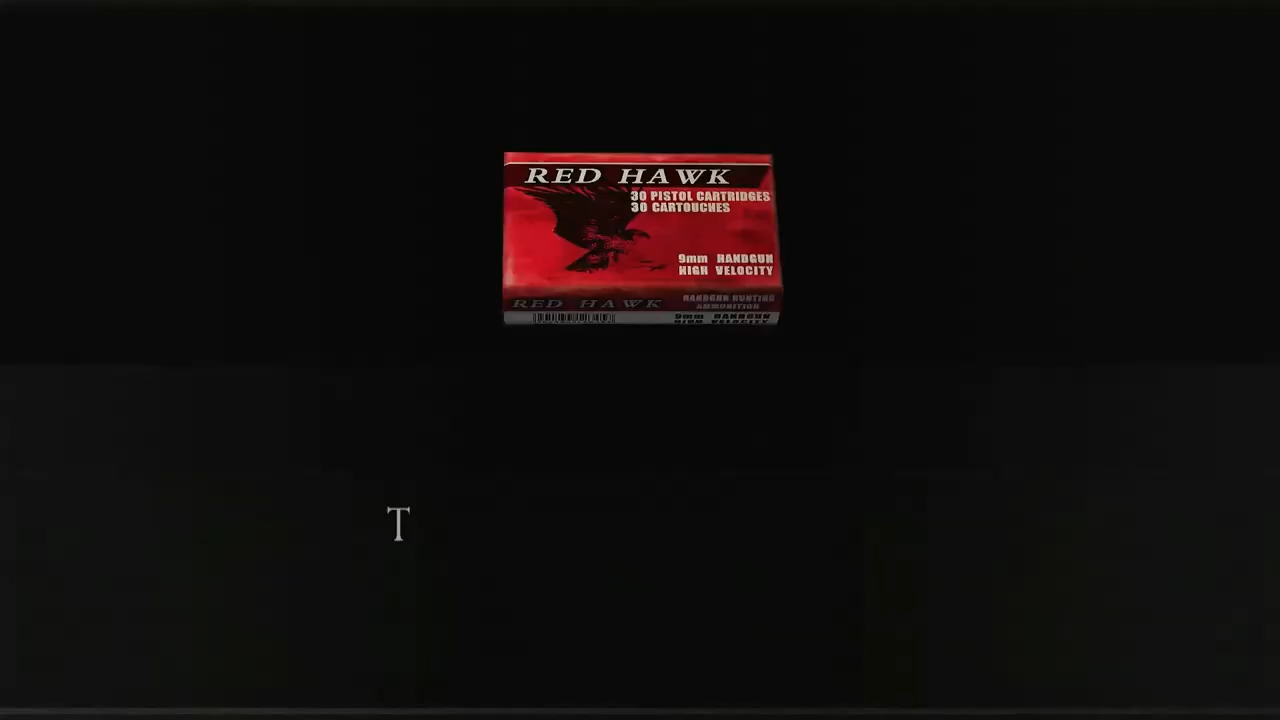 RED HAWK
30 PISTOL CARTRIDGES
30 CARTOUCHES
9mm HANDGUN
HIGH VELOCITY
RED HAWK
HANDGUN HUNTING
AMMUNITION
9mm HANDGUN
HIGH VELOCITY
T